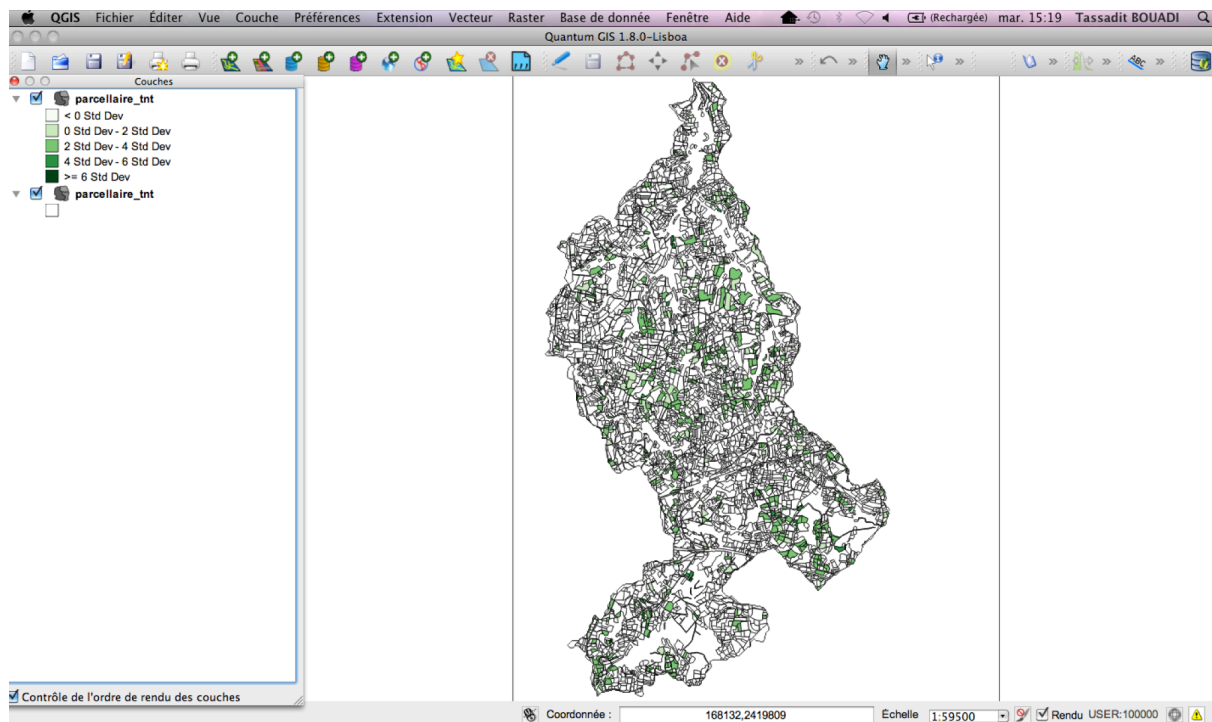 QGIS Fichier Éditer Vue Couche Préférences Extension Vecteur Raster Base de donnée Fenêtre Aide (Rechargée) mar. 15:19 Tassadit BOUADI
Quantum GIS 1.8.0-Lisboa
Couches
parcellaire_tnt
< 0 Std Dev
0 Std Dev - 2 Std Dev
2 Std Dev - 4 Std Dev
4 Std Dev - 6 Std Dev
>= 6 Std Dev
parcellaire_tnt
Contrôle de l'ordre de rendu des couches
Coordonnée : 168132,2419809 Échelle 1:59500 Rendu USER:100000